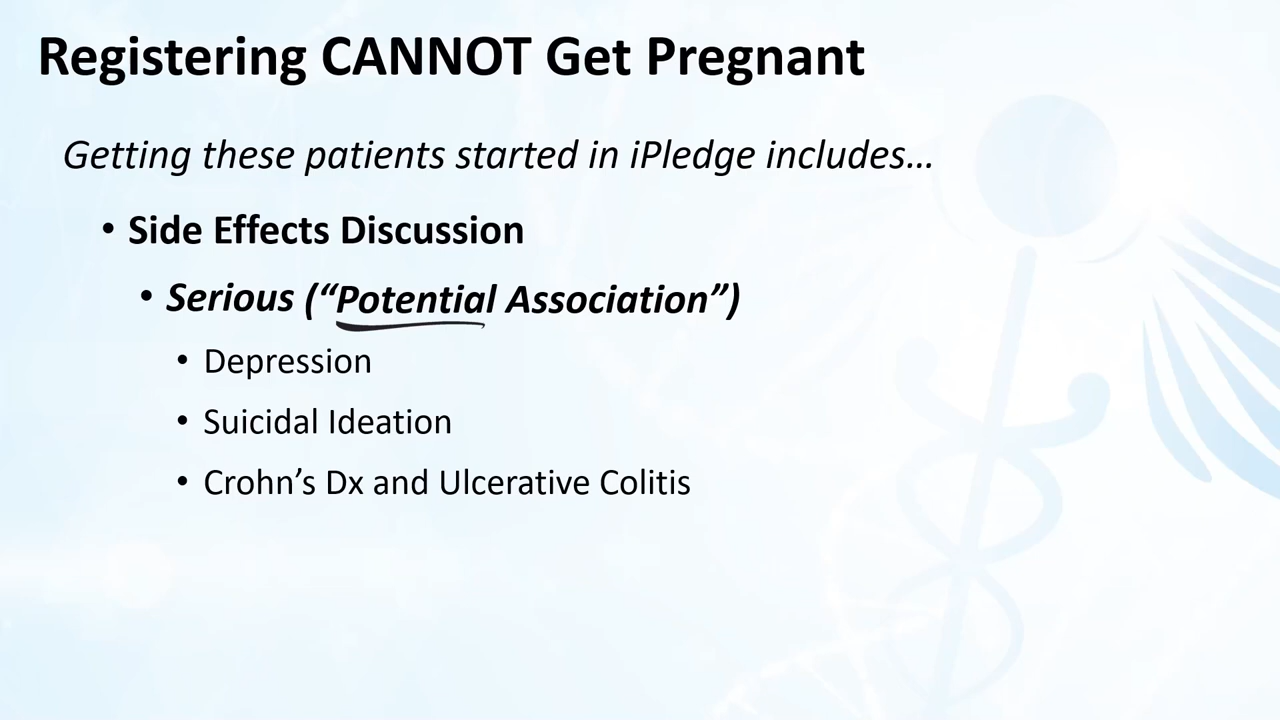 Registering CANNOT Get Pregnant
Getting these patients started in iPledge includes...
• Side Effects Discussion
• Serious (“Potential Association”)
• Depression
• Suicidal Ideation
• Crohn’s Dx and Ulcerative Colitis